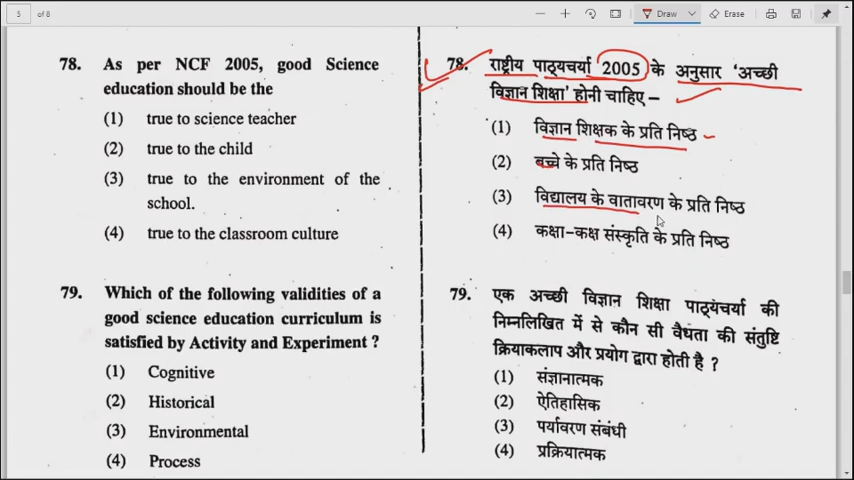 5 of 8
Draw
Erase
78. As per NCF 2005, good Science
education should be the
(1) true to science teacher
(2) true to the child
(3) true to the environment of the
school.
(4) true to the classroom culture
79. Which of the following validities of a
good science education curriculum is
satisfied by Activity and Experiment ?
(1) Cognitive
(2) Historical
(3) Environmental
(4) Process
78. राष्ट्रीय पाठ्यचर्या 2005 के अनुसार 'अच्छी
विज्ञान शिक्षा' होनी चाहिए –
(1) विज्ञान शिक्षक के प्रति निष्ठ
(2) बच्चे के प्रति निष्ठ
(3) विद्यालय के वातावरण के प्रति निष्ठ
(4) कक्षा-कक्ष संस्कृति के प्रति निष्ठ
79. एक अच्छी विज्ञान शिक्षा पाठ्यचर्या की
निम्नलिखित में से कौन सी वैधता की संतुष्टि
क्रियाकलाप और प्रयोग द्वारा होती है ?
(1) संज्ञानात्मक
(2) ऐतिहासिक
(3) पर्यावरण संबंधी
(4) प्रक्रियात्मक